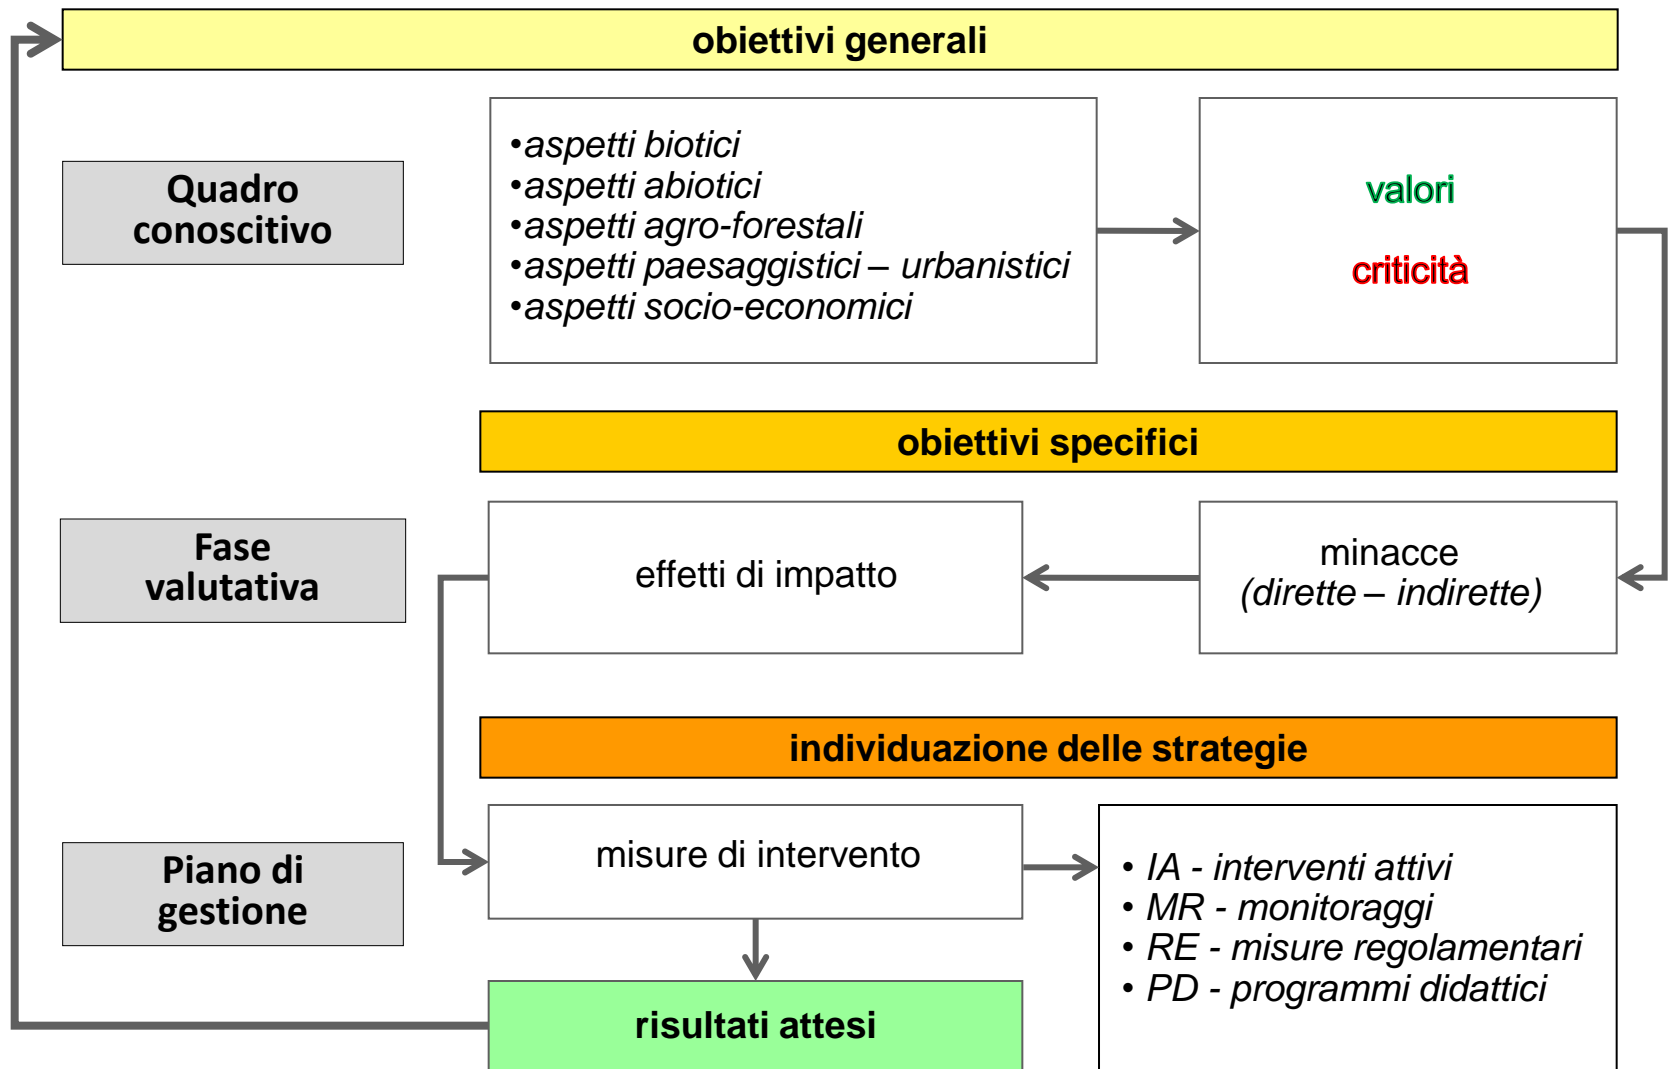 obiettivi generali
Quadro
conoscitivo
•aspetti biotici
•aspetti abiotici
•aspetti agro-forestali
•aspetti paesaggistici – urbanistici
•aspetti socio-economici
valori
criticità
obiettivi specifici
Fase
valutativa
effetti di impatto
minacce
(dirette – indirette)
individuazione delle strategie
Piano di
gestione
misure di intervento
• IA - interventi attivi
• MR - monitoraggi
• RE - misure regolamentari
• PD - programmi didattici
risultati attesi